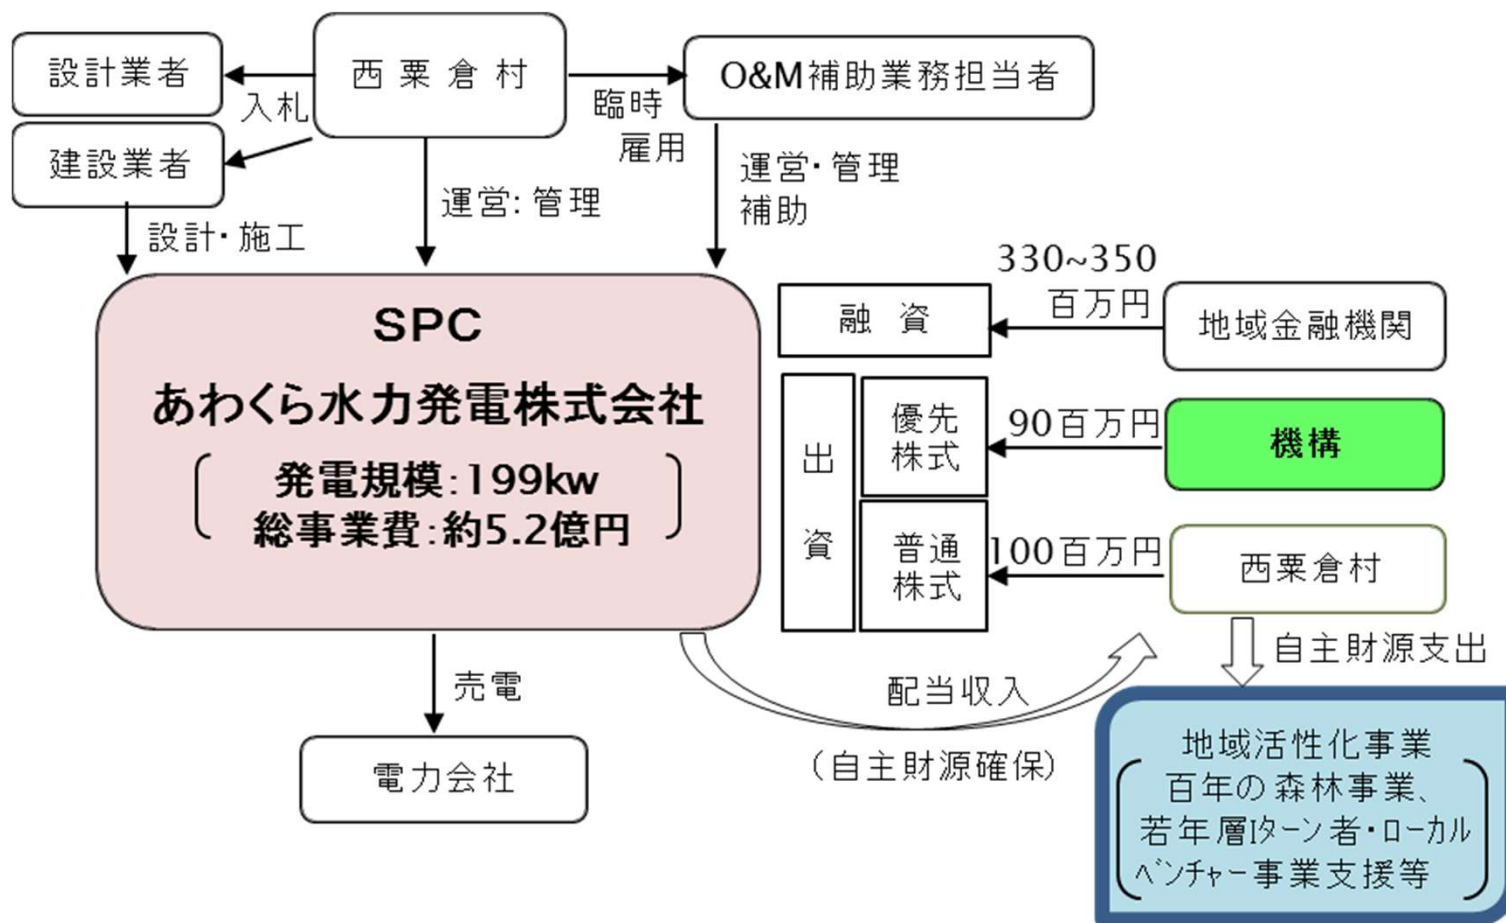 設計業者
西粟倉村
O&M補助業務担当者
入札
臨時
雇用
建設業者
運営・管理
補助
運営:管理
設計・施工
SPC
あわくら水力発電株式会社
発電規模:199kw
総事業費:約5.2億円
330~350
百万円
融資
地域金融機関
出資
優先
株式
90百万円
機構
普通
株式
100百万円
西粟倉村
自主財源支出
売電
配当収入
(自主財源確保)
電力会社
地域活性化事業
百年の森林事業、
若年層Iターン者・ローカル
ベンチャー事業支援等